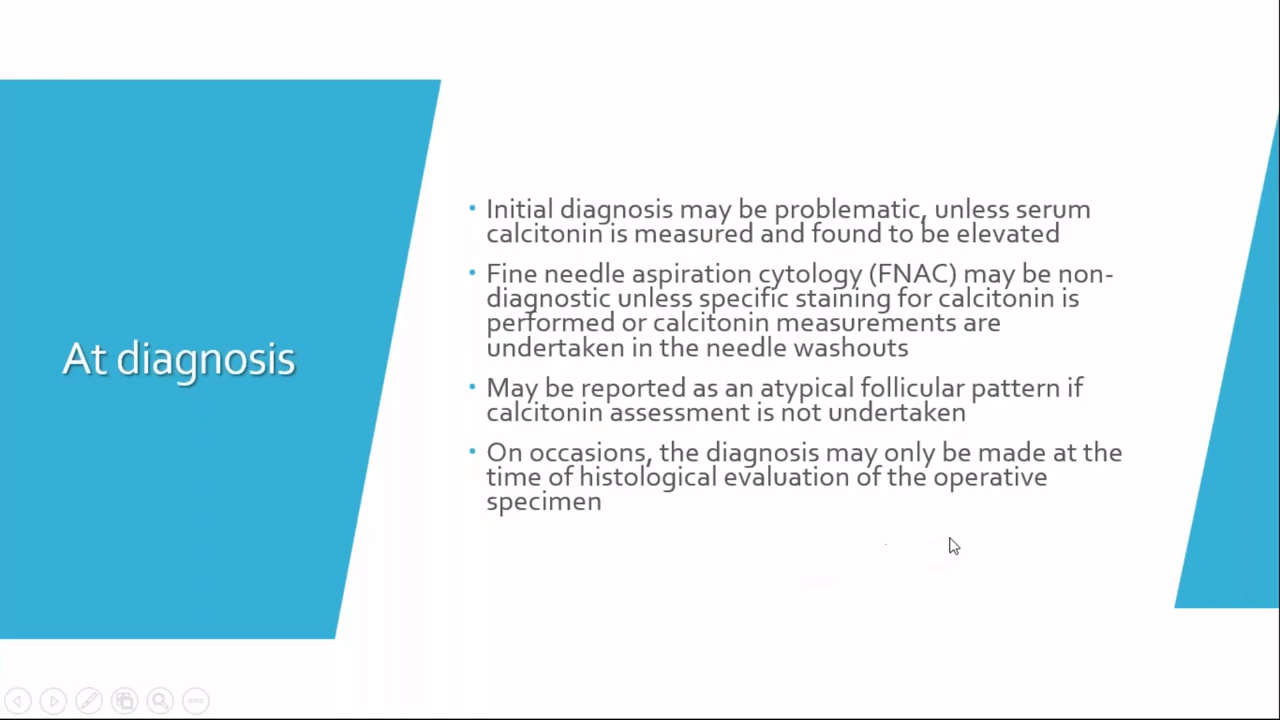 At diagnosis
• Initial diagnosis may be problematic, unless serum
calcitonin is measured and found to be elevated
• Fine needle aspiration cytology (FNAC) may be non-
diagnostic unless specific staining for calcitonin is
performed or calcitonin measurements are
undertaken in the needle washouts
• May be reported as an atypical follicular pattern if
calcitonin assessment is not undertaken
• On occasions, the diagnosis may only be made at the
time of histological evaluation of the operative
specimen